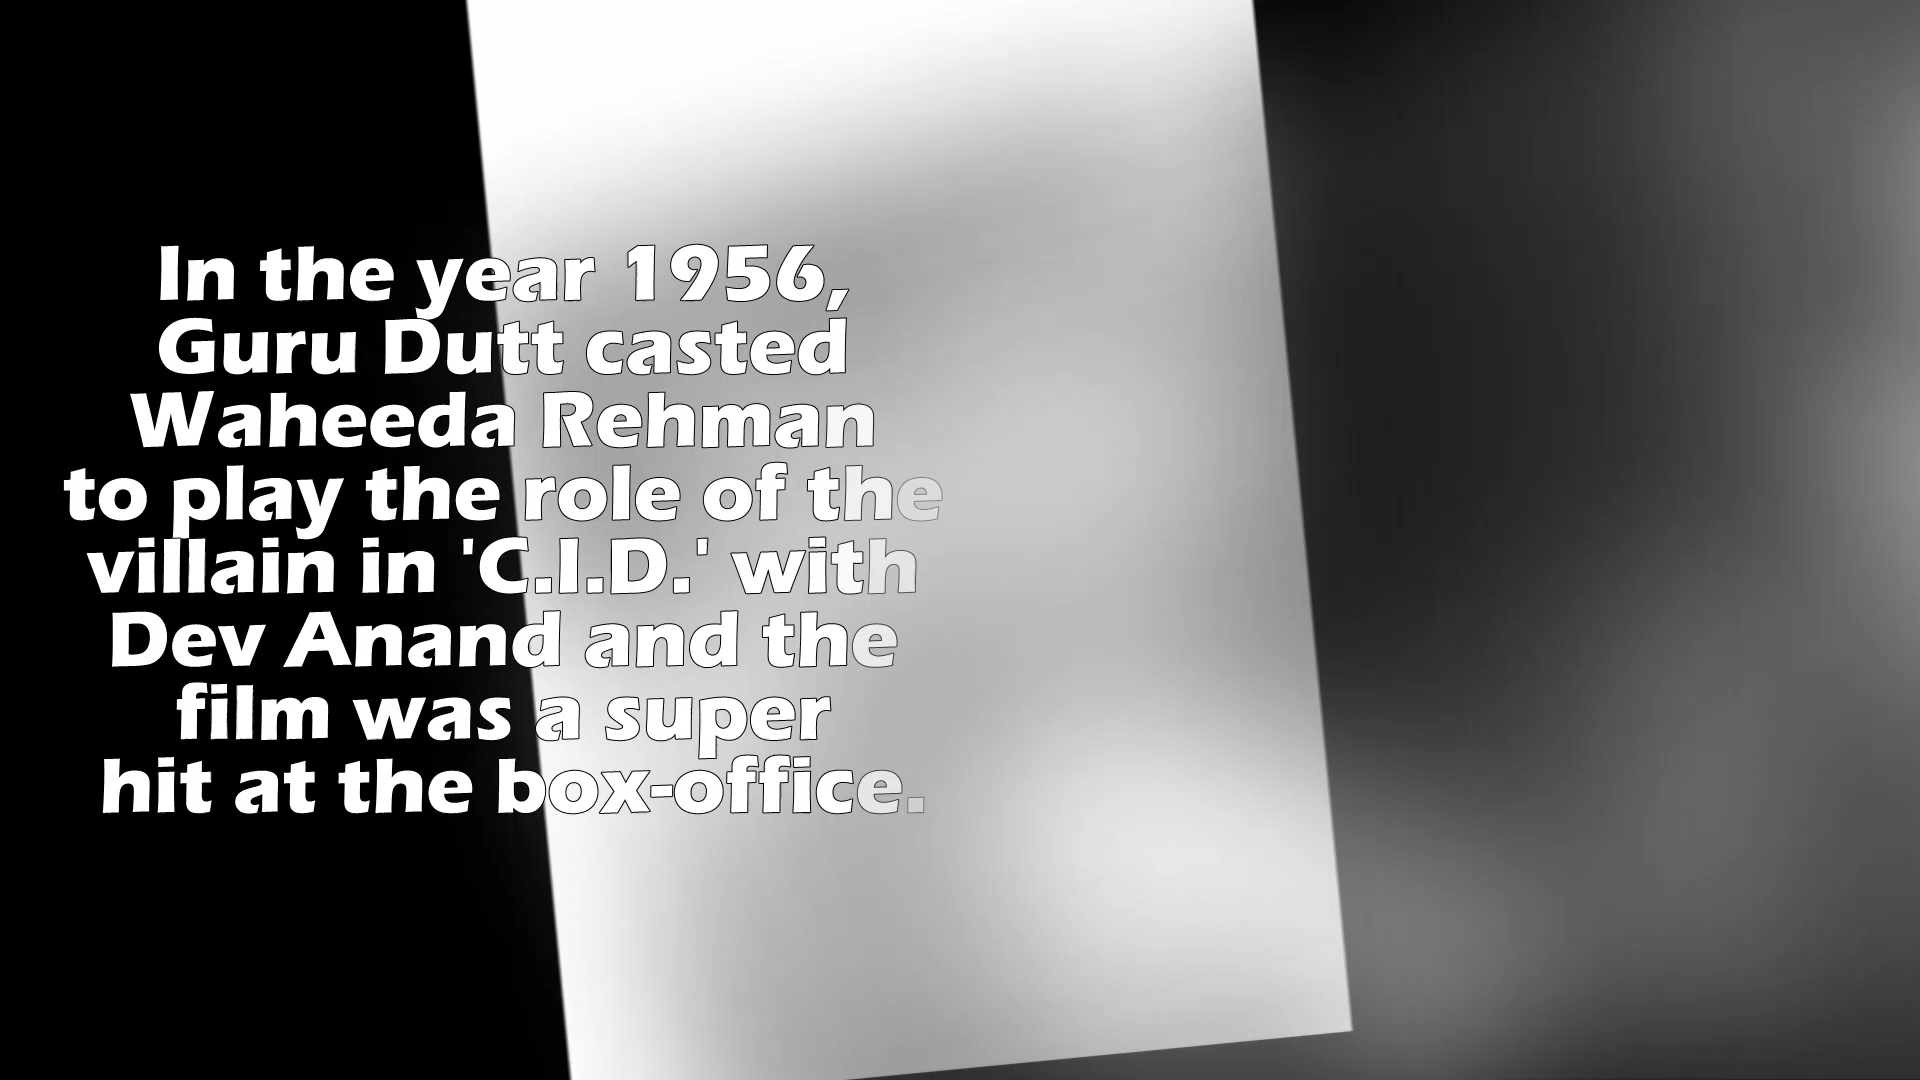 In the year 1956,
Guru Dutt casted
Waheeda Rehman
to play the role of the
villain in 'C.I.D.' with
Dev Anand and the
film was a super
hit at the box-office.